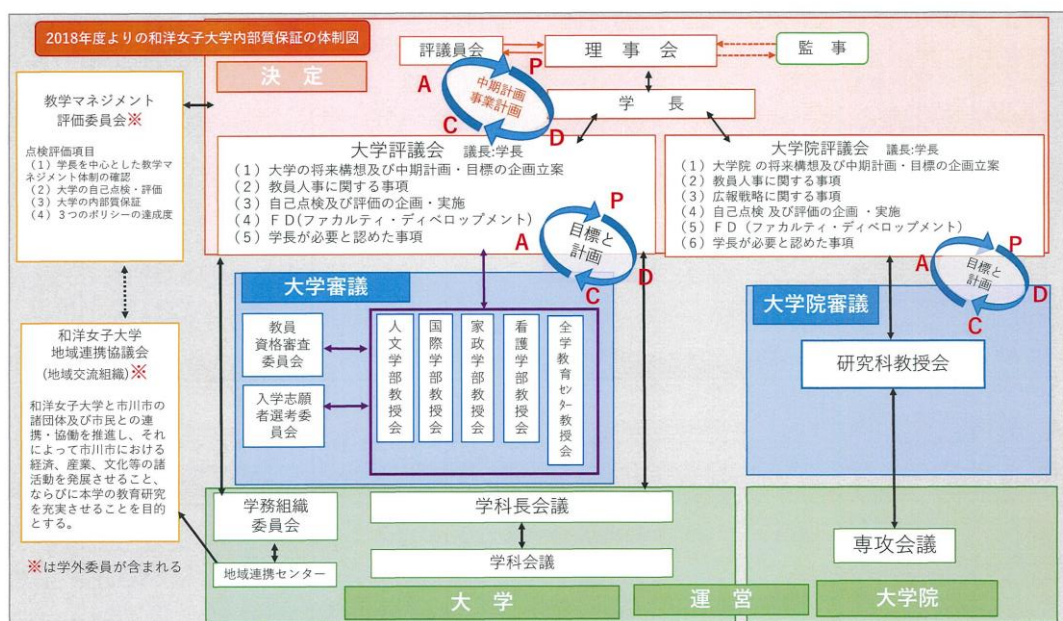 2018年度よりの和洋女子大学内部質保証の体制図
決　定
評議員会
理　事　会
監　事
学　長
A
P
C
D
中期計画
事業計画
教学マネジメント
評価委員会※
点検評価項目
（1）学長を中心とした教学マ
ネジメント体制の確認
（2）大学の自己点検・評価
（3）大学の内部質保証
（4）３つのポリシーの達成度
大学評議会　議長:学長
（1）大学の将来構想及び中期計画・目標の企画立案
（2）教員人事に関する事項
（3）自己点検及び評価の企画・実施
（4）ＦＤ(ファカルティ・ディベロップメント)
（5）学長が必要と認めた事項
A
P
C
D
目標と
計画
大学院評議会　議長:学長
（1）大学院 の将来構想及び中期計画・目標の企画立案
（2）教員人事に関する事項
（3）広報戦略に関する事項
（4）自己点検 及び評価の企画 ・実施
（5）ＦＤ（ファカルティ・ディベロップメント）
（6）学長が必要と認めた事項
A
P
C
D
目標と
計画
大学審議
教員
資格審査
委員会
入学志願
者選考委
員会
人文学部教授会
国際学部教授会
家政学部教授会
看護学部教授会
全学教育センター教授会
大学院審議
研究科教授会
和洋女子大学
地域連携協議会
(地域交流組織)※
和洋女子大学と市川市の
諸団体及び市民との連
携・協働を推進し、それ
によって市川市における
経済、産業、文化等の諸
活動を発展させること、
ならびに本学の教育研究
を充実させることを目的
とする。
※は学外委員が含まれる
学務組織
委員会
地域連携センター
学科長会議
学科会議
専攻会議
大　学
運　営
大学院